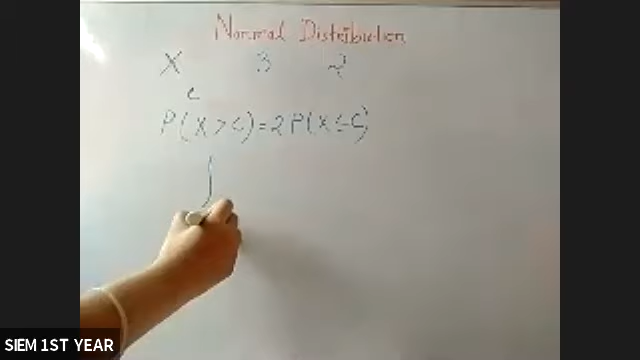 Normal Distribution
X 3 2
c
P(X > C) = 2P(X ≤ C)
SIEM 1ST YEAR